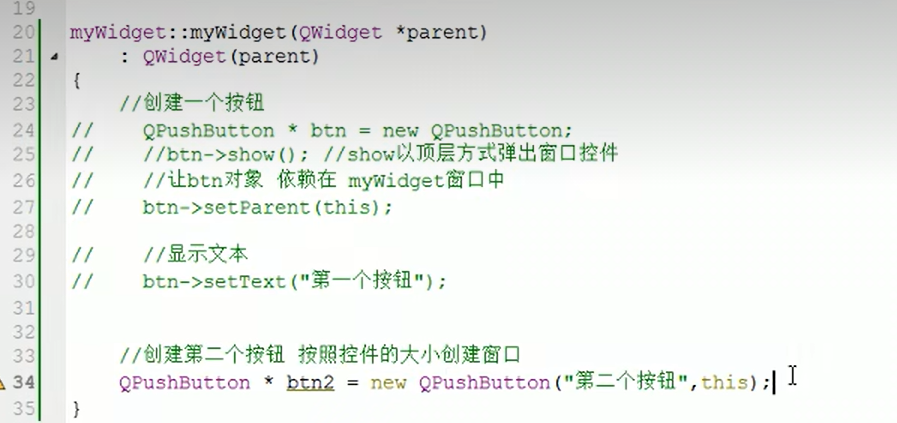 19
20 myWidget::myWidget(QWidget *parent)
21 : QWidget(parent)
22 {
23 //创建一个按钮
24 // QPushButton * btn = new QPushButton;
25 // //btn->show(); //show以顶层方式弹出窗口控件
26 // //让btn对象 依赖在 myWidget窗口中
27 // btn->setParent(this);
28
29 // //显示文本
30 // btn->setText("第一个按钮");
31
32
33 //创建第二个按钮 按照控件的大小创建窗口
34 QPushButton * btn2 = new QPushButton("第二个按钮",this);
35 }